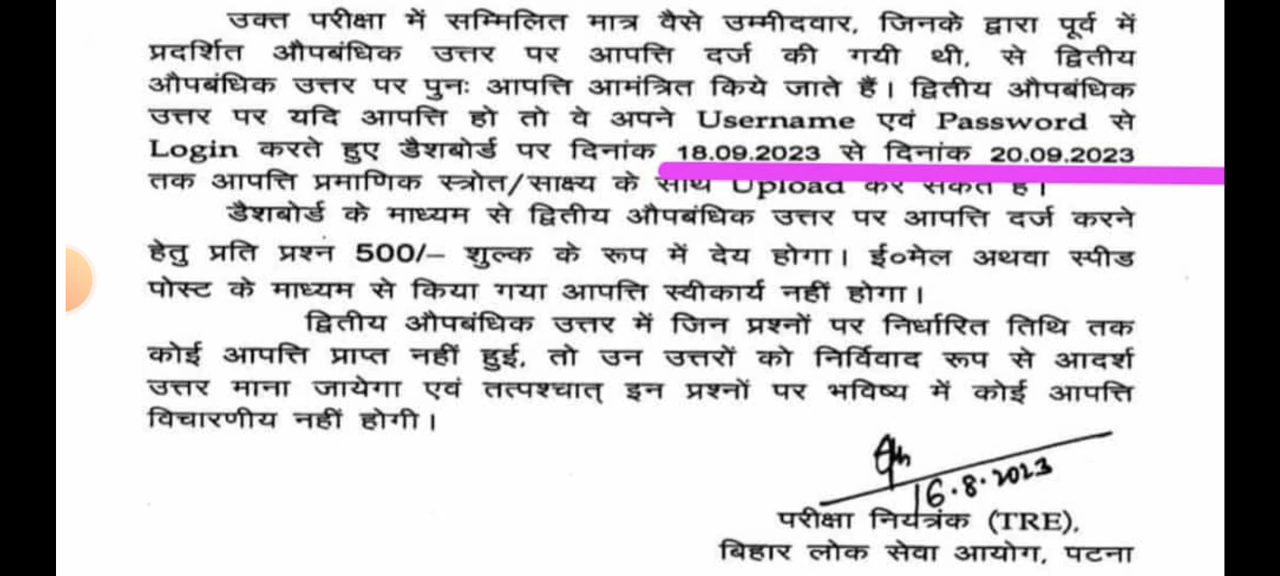 उक्त परीक्षा में सम्मिलित मात्र वैसे उम्मीदवार, जिनके द्वारा पूर्व में
प्रदर्शित औपबंधिक उत्तर पर आपत्ति दर्ज की गयी थी, से द्वितीय
औपबंधिक उत्तर पर पुनः आपत्ति आमंत्रित किये जाते हैं। द्वितीय औपबंधिक
उत्तर पर यदि आपत्ति हो तो वे अपने Username एवं Password से
Login करते हुए डैशबोर्ड पर दिनांक 18.09.2023 से दिनांक 20.09.2023
तक आपत्ति प्रमाणिक स्त्रोत/साक्ष्य के साथ Upload कर सकते हैं।
डैशबोर्ड के माध्यम से द्वितीय औपबंधिक उत्तर पर आपत्ति दर्ज करने
हेतु प्रति प्रश्न 500/– शुल्क के रूप में देय होगा। ई०मेल अथवा स्पीड
पोस्ट के माध्यम से किया गया आपत्ति स्वीकार्य नहीं होगा।
द्वितीय औपबंधिक उत्तर में जिन प्रश्नों पर निर्धारित तिथि तक
कोई आपत्ति प्राप्त नहीं हुई, तो उन उत्तरों को निर्विवाद रूप से आदर्श
उत्तर माना जायेगा एवं तत्पश्चात् इन प्रश्नों पर भविष्य में कोई आपत्ति
विचारणीय नहीं होगी।
16.8.2023
परीक्षा नियंत्रक (TRE),
बिहार लोक सेवा आयोग, पटना